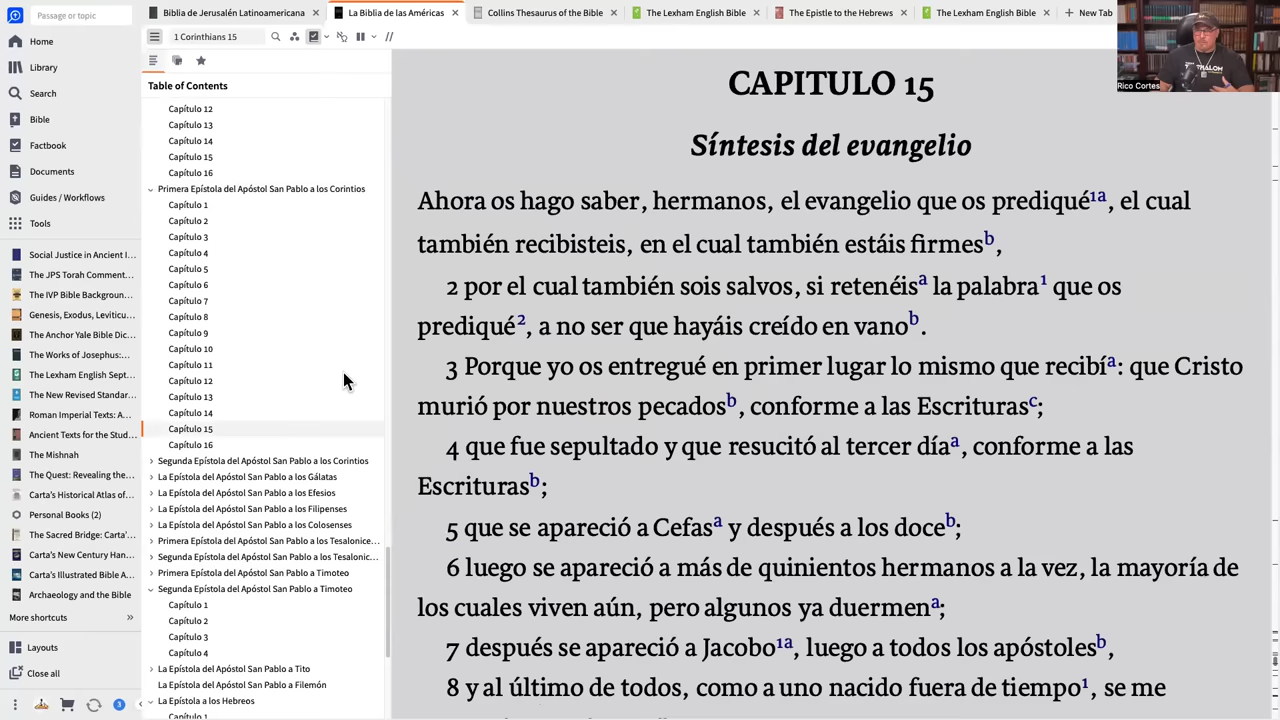 Passage or topic
Home
Library
Search
Bible
Factbook
Documents
Guides / Workflows
Tools
Social Justice in Ancient I...
The JPS Torah Comment...
The IVP Bible Backgroun...
Genesis, Exodus, Leviticu...
The Anchor Yale Bible Dic...
The Works of Josephus:...
The Lexham English Sept...
The New Revised Standar...
Roman Imperial Texts: A...
Ancient Texts for the Stud...
The Mishnah
The Quest: Revealing the...
Carta's Historical Atlas of...
Personal Books (2)
The Sacred Bridge: Carta'...
Carta's New Century Han...
Carta's Illustrated Bible A...
Archaeology and the Bible
More shortcuts »
Layouts
Close all
3
Biblia de Jerusalén Latinoamericana X
La Biblia de las Américas X
Collins Thesaurus of the Bible X
The Lexham English Bible X
The Epistle to the Hebrews X
The Lexham English Bible X
+ New Tab
1 Corinthians 15
//
Table of Contents
Capítulo 12
Capítulo 13
Capítulo 14
Capítulo 15
Capítulo 16
Primera Epístola del Apóstol San Pablo a los Corintios
Capítulo 1
Capítulo 2
Capítulo 3
Capítulo 4
Capítulo 5
Capítulo 6
Capítulo 7
Capítulo 8
Capítulo 9
Capítulo 10
Capítulo 11
Capítulo 12
Capítulo 13
Capítulo 14
Capítulo 15
Capítulo 16
Segunda Epístola del Apóstol San Pablo a los Corintios
La Epístola del Apóstol San Pablo a los Gálatas
La Epístola del Apóstol San Pablo a los Efesios
La Epístola del Apóstol San Pablo a los Filipenses
La Epístola del Apóstol San Pablo a los Colosenses
Primera Epístola del Apóstol San Pablo a los Tesalonice...
Segunda Epístola del Apóstol San Pablo a los Tesalonic...
Primera Epístola del Apóstol San Pablo a Timoteo
Segunda Epístola del Apóstol San Pablo a Timoteo
Capítulo 1
Capítulo 2
Capítulo 3
Capítulo 4
La Epístola del Apóstol San Pablo a Tito
La Epístola del Apóstol San Pablo a Filemón
La Epístola a los Hebreos
Capítulo 1
CAPITULO 15
Síntesis del evangelio
Ahora os hago saber, hermanos, el evangelio que os prediqué1a, el cual
también recibisteis, en el cual también estáis firmesb,
2 por el cual también sois salvos, si retenéisa la palabra1 que os
prediqué2, a no ser que hayáis creído en vanob.
3 Porque yo os entregué en primer lugar lo mismo que recibía: que Cristo
murió por nuestros pecadosb, conforme a las Escriturasc;
4 que fue sepultado y que resucitó al tercer díaa, conforme a las
Escriturasb;
5 que se apareció a Cefasa y después a los doceb;
6 luego se apareció a más de quinientos hermanos a la vez, la mayoría de
los cuales viven aún, pero algunos ya duermena;
7 después se apareció a Jacobo1a, luego a todos los apóstolesb,
8 y al último de todos, como a uno nacido fuera de tiempo1, se me
Rico Cortes